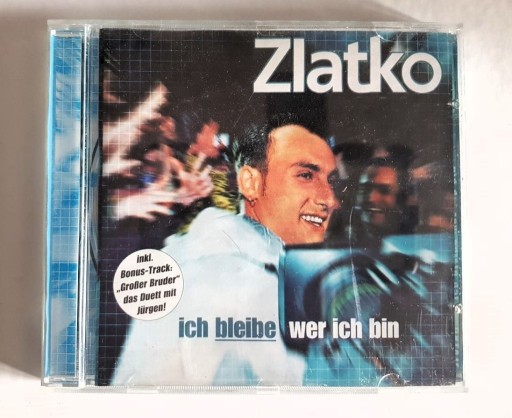 Zlatko
inkl.
Bonus-Track:
„Großer Bruder"
das Duett mit
Jürgen!
ich bleibe wer ich bin